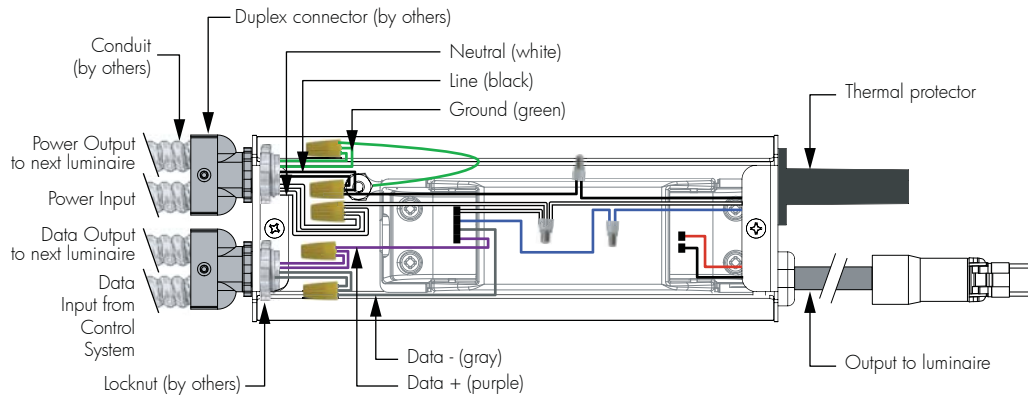 Duplex connector (by others)
Conduit
(by others)
Neutral (white)
Line (black)
Ground (green)
Thermal protector
Power Output
to next luminaire
Power Input
Data Output
to next luminaire
Data
Input from
Control
System
Locknut (by others)
Data - (gray)
Data + (purple)
Output to luminaire